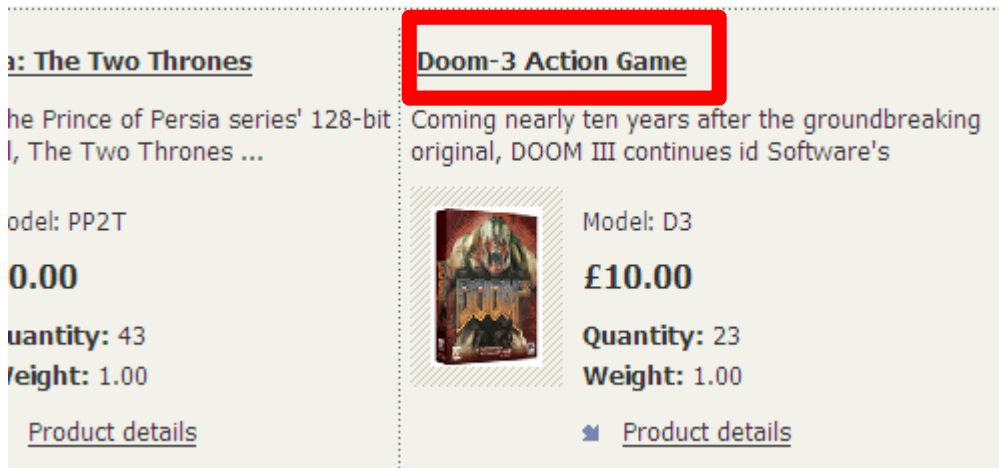 a: The Two Thrones
he Prince of Persia series' 128-bit
l, The Two Thrones ...
odel: PP2T
0.00
uantity: 43
Weight: 1.00
Product details
Doom-3 Action Game
Coming nearly ten years after the groundbreaking
original, DOOM III continues id Software's
DOOM
Model: D3
£10.00
Quantity: 23
Weight: 1.00
Product details